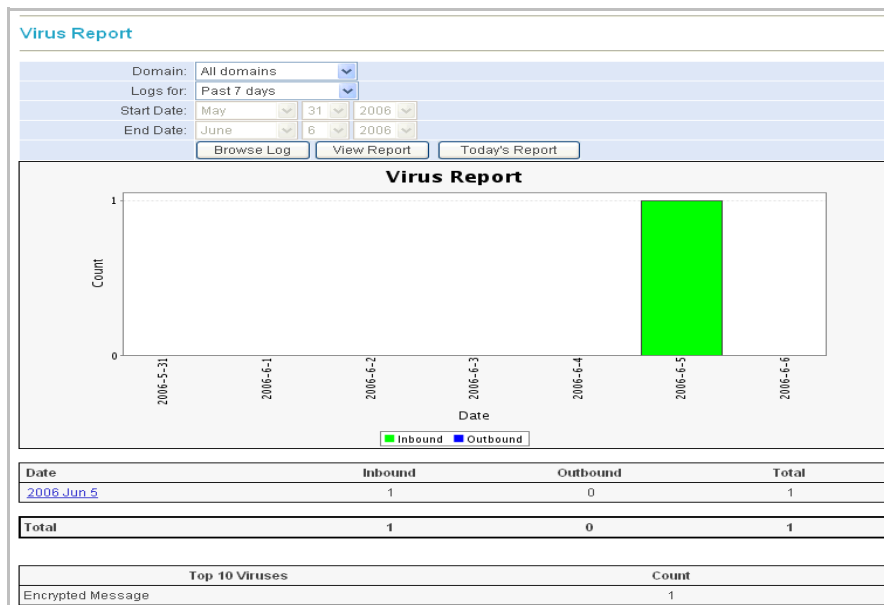 Virus Report
Domain: All domains
Logs for: Past 7 days
Start Date: May 31 2006
End Date: June 6 2006
Browse Log View Report Today's Report
Virus Report
1
0
Count
2006-5-31 2006-6-1 2006-6-2 2006-6-3 2006-6-4 2006-6-5 2006-6-6
Date
Inbound Outbound
Date Inbound Outbound Total
2006 Jun 5 1 0 1
Total 1 0 1
Top 10 Viruses Count
Encrypted Message 1